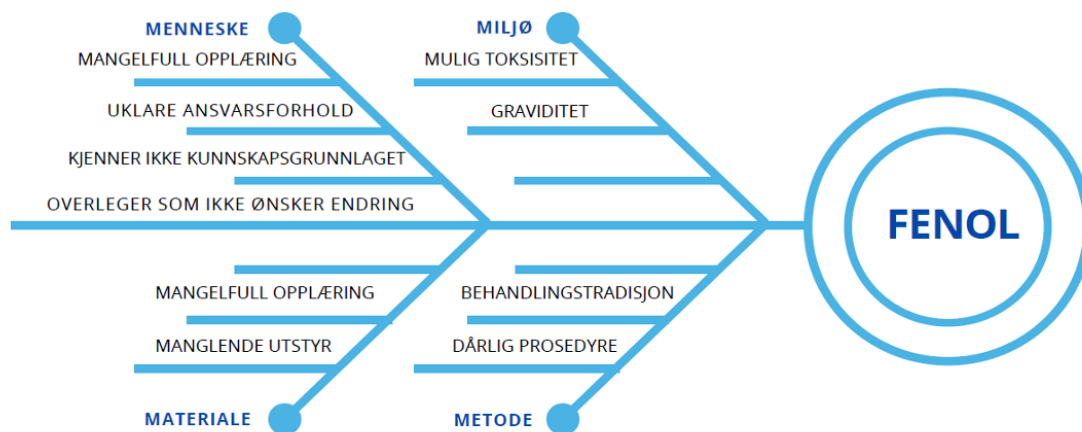 MENNESKE
MANGELFULL OPPLÆRING
UKLARE ANSVARSFORHOLD
KJENNER IKKE KUNNSKAPSGRUNNLAGET
OVERLEGER SOM IKKE ØNSKER ENDRING
MILJØ
MULIG TOKSISITET
GRAVIDITET
MANGELFULL OPPLÆRING
MANGLENDE UTSTYR
MATERIALE
BEHANDLINGSTRADISJON
DÅRLIG PROSEDYRE
METODE
FENOL